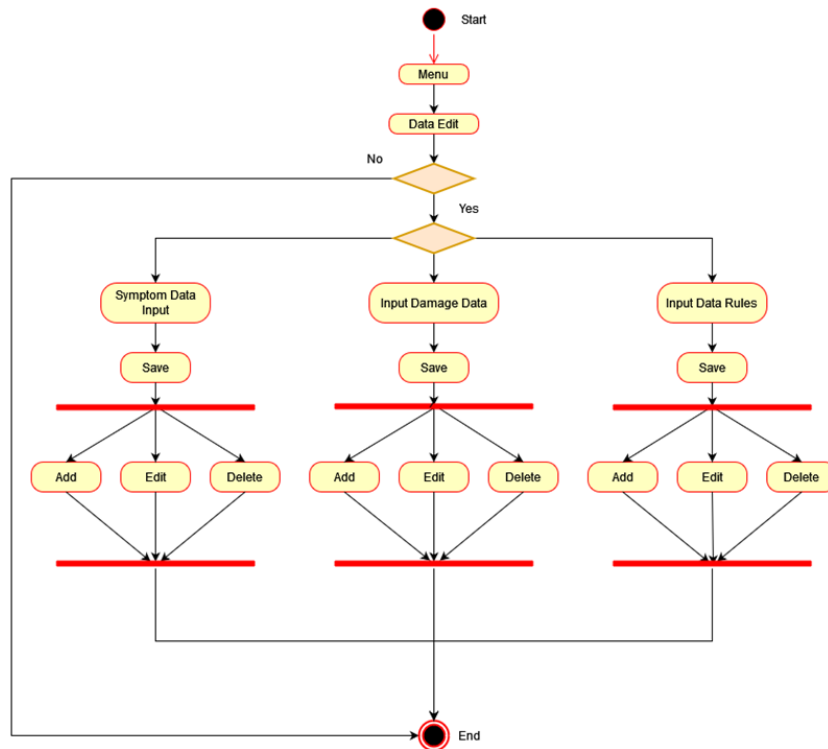 Start
Menu
Data Edit
No
Yes
Symptom Data
Input
Input Damage Data
Input Data Rules
Save
Save
Save
Add
Edit
Delete
Add
Edit
Delete
Add
Edit
Delete
End